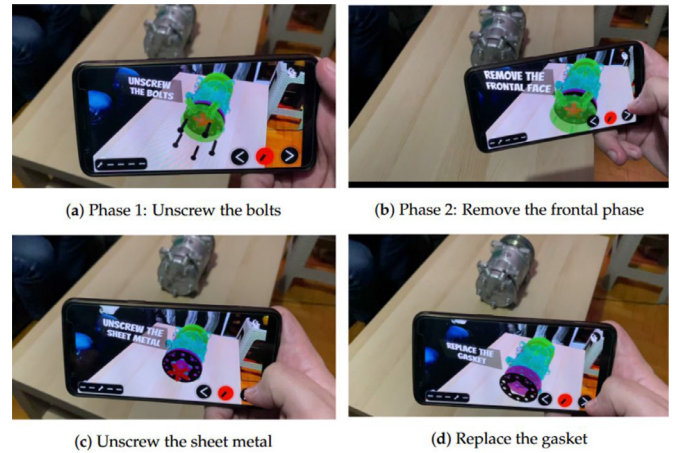 UNSCREW
THE BOLTS
REMOVE THE
FRONTAL FACE
(a) Phase 1: Unscrew the bolts
(b) Phase 2: Remove the frontal phase
UNSCREW THE
SHEET METAL
REPLACE THE
GASKET
(c) Unscrew the sheet metal
(d) Replace the gasket